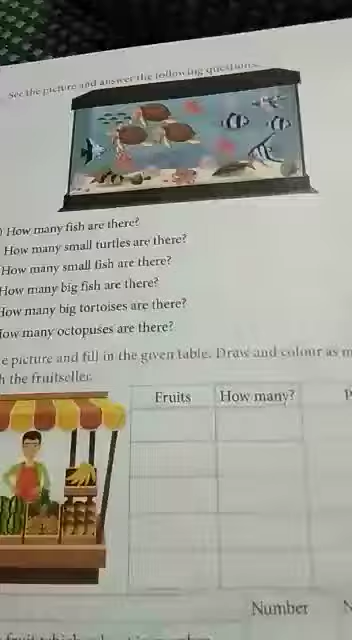 See the picture and answer the following questions.
How many fish are there?
How many small turtles are there?
How many small fish are there?
How many big fish are there?
How many big tortoises are there?
How many octopuses are there?
e picture and fill in the given table. Draw and colour as m
h the fruitseller.
Fruits How many? P
Number N